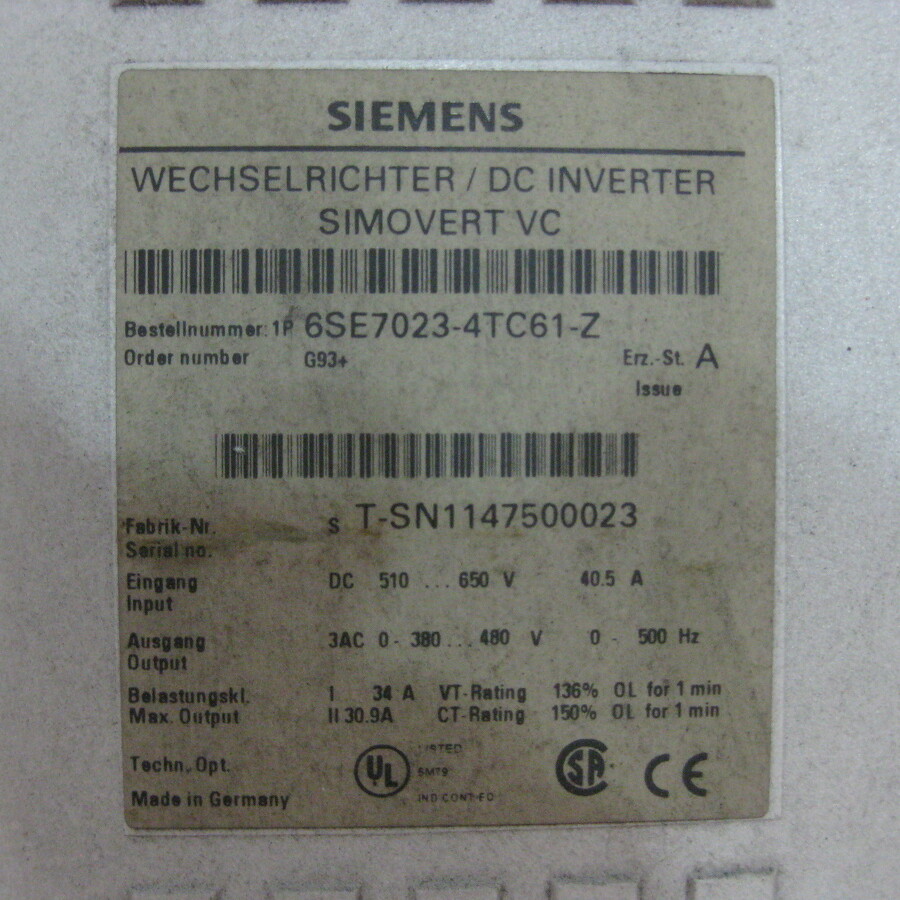 SIEMENS
WECHSELRICHTER / DC INVERTER
SIMOVERT VC
Bestellnummer: 1P 6SE7023-4TC61-Z
Order number G93+ Erz.-St. A
Issue
Fabrik-Nr. S T-SN1147500023
Serial no.
Eingang DC 510 ... 650 V 40.5 A
Input
Ausgang 3AC 0 - 380 ... 480 V 0 - 500 Hz
Output
Belastungskl. I 34 A VT-Rating 136% OL for 1 min
Max. Output II 30.9A CT-Rating 150% OL for 1 min
Techn. Opt. UL LISTED SA CE
5M79
Made in Germany IND CONT EQ